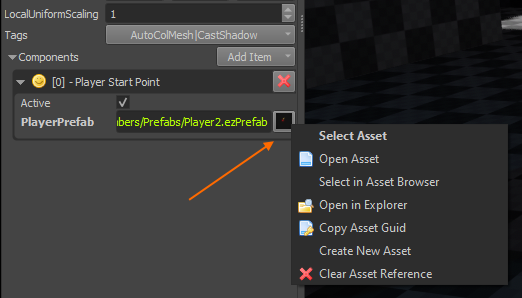 LocalUniformScaling 1
Tags AutoColMesh|CastShadow
Components Add Item
[0] - Player Start Point
Active
PlayerPrefab bers/Prefabs/Player2.ezPrefab
Select Asset
Open Asset
Select in Asset Browser
Open in Explorer
Copy Asset Guid
Create New Asset
Clear Asset Reference